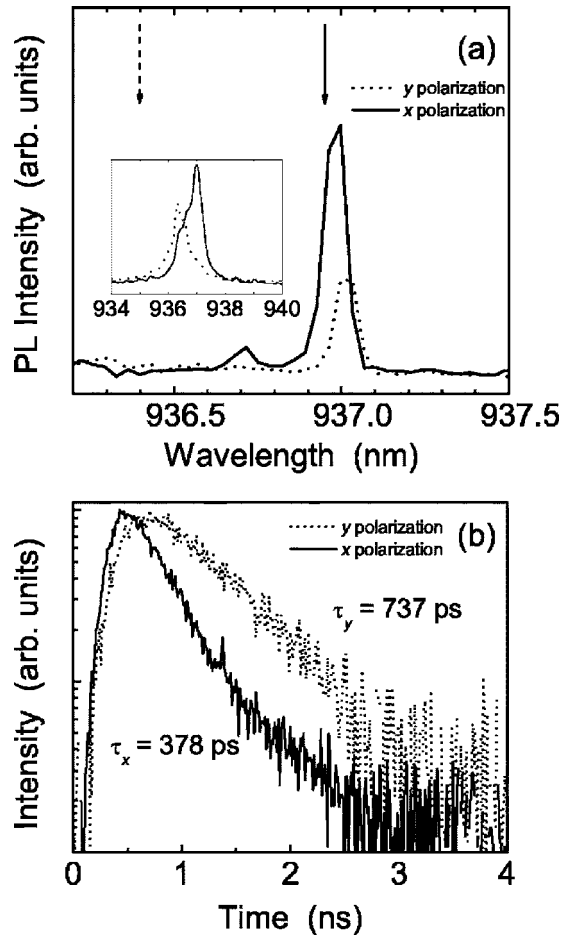 (a)
y polarization
x polarization
PL Intensity (arb. units)
934 936 938 940
936.5 937.0 937.5
Wavelength (nm)
(b)
y polarization
x polarization
τy = 737 ps
τx = 378 ps
Intensity (arb. units)
0 1 2 3 4
Time (ns)